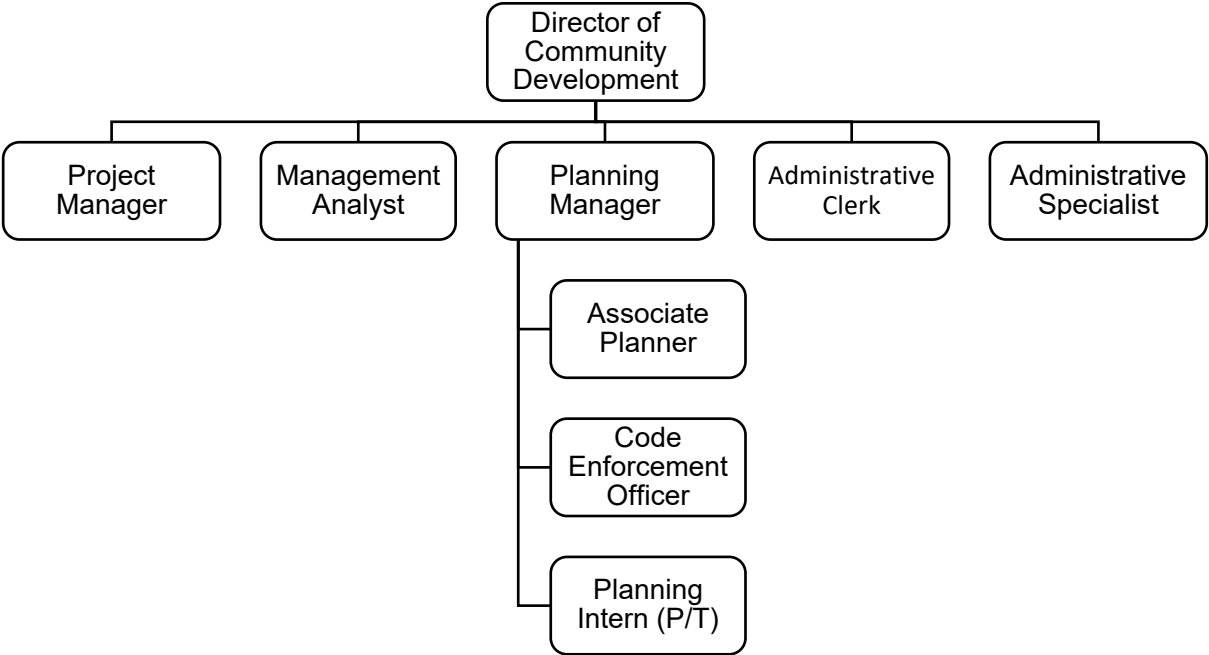 Director of
Community
Development
Project
Manager
Management
Analyst
Planning
Manager
Administrative
Clerk
Administrative
Specialist
Associate
Planner
Code
Enforcement
Officer
Planning
Intern (P/T)